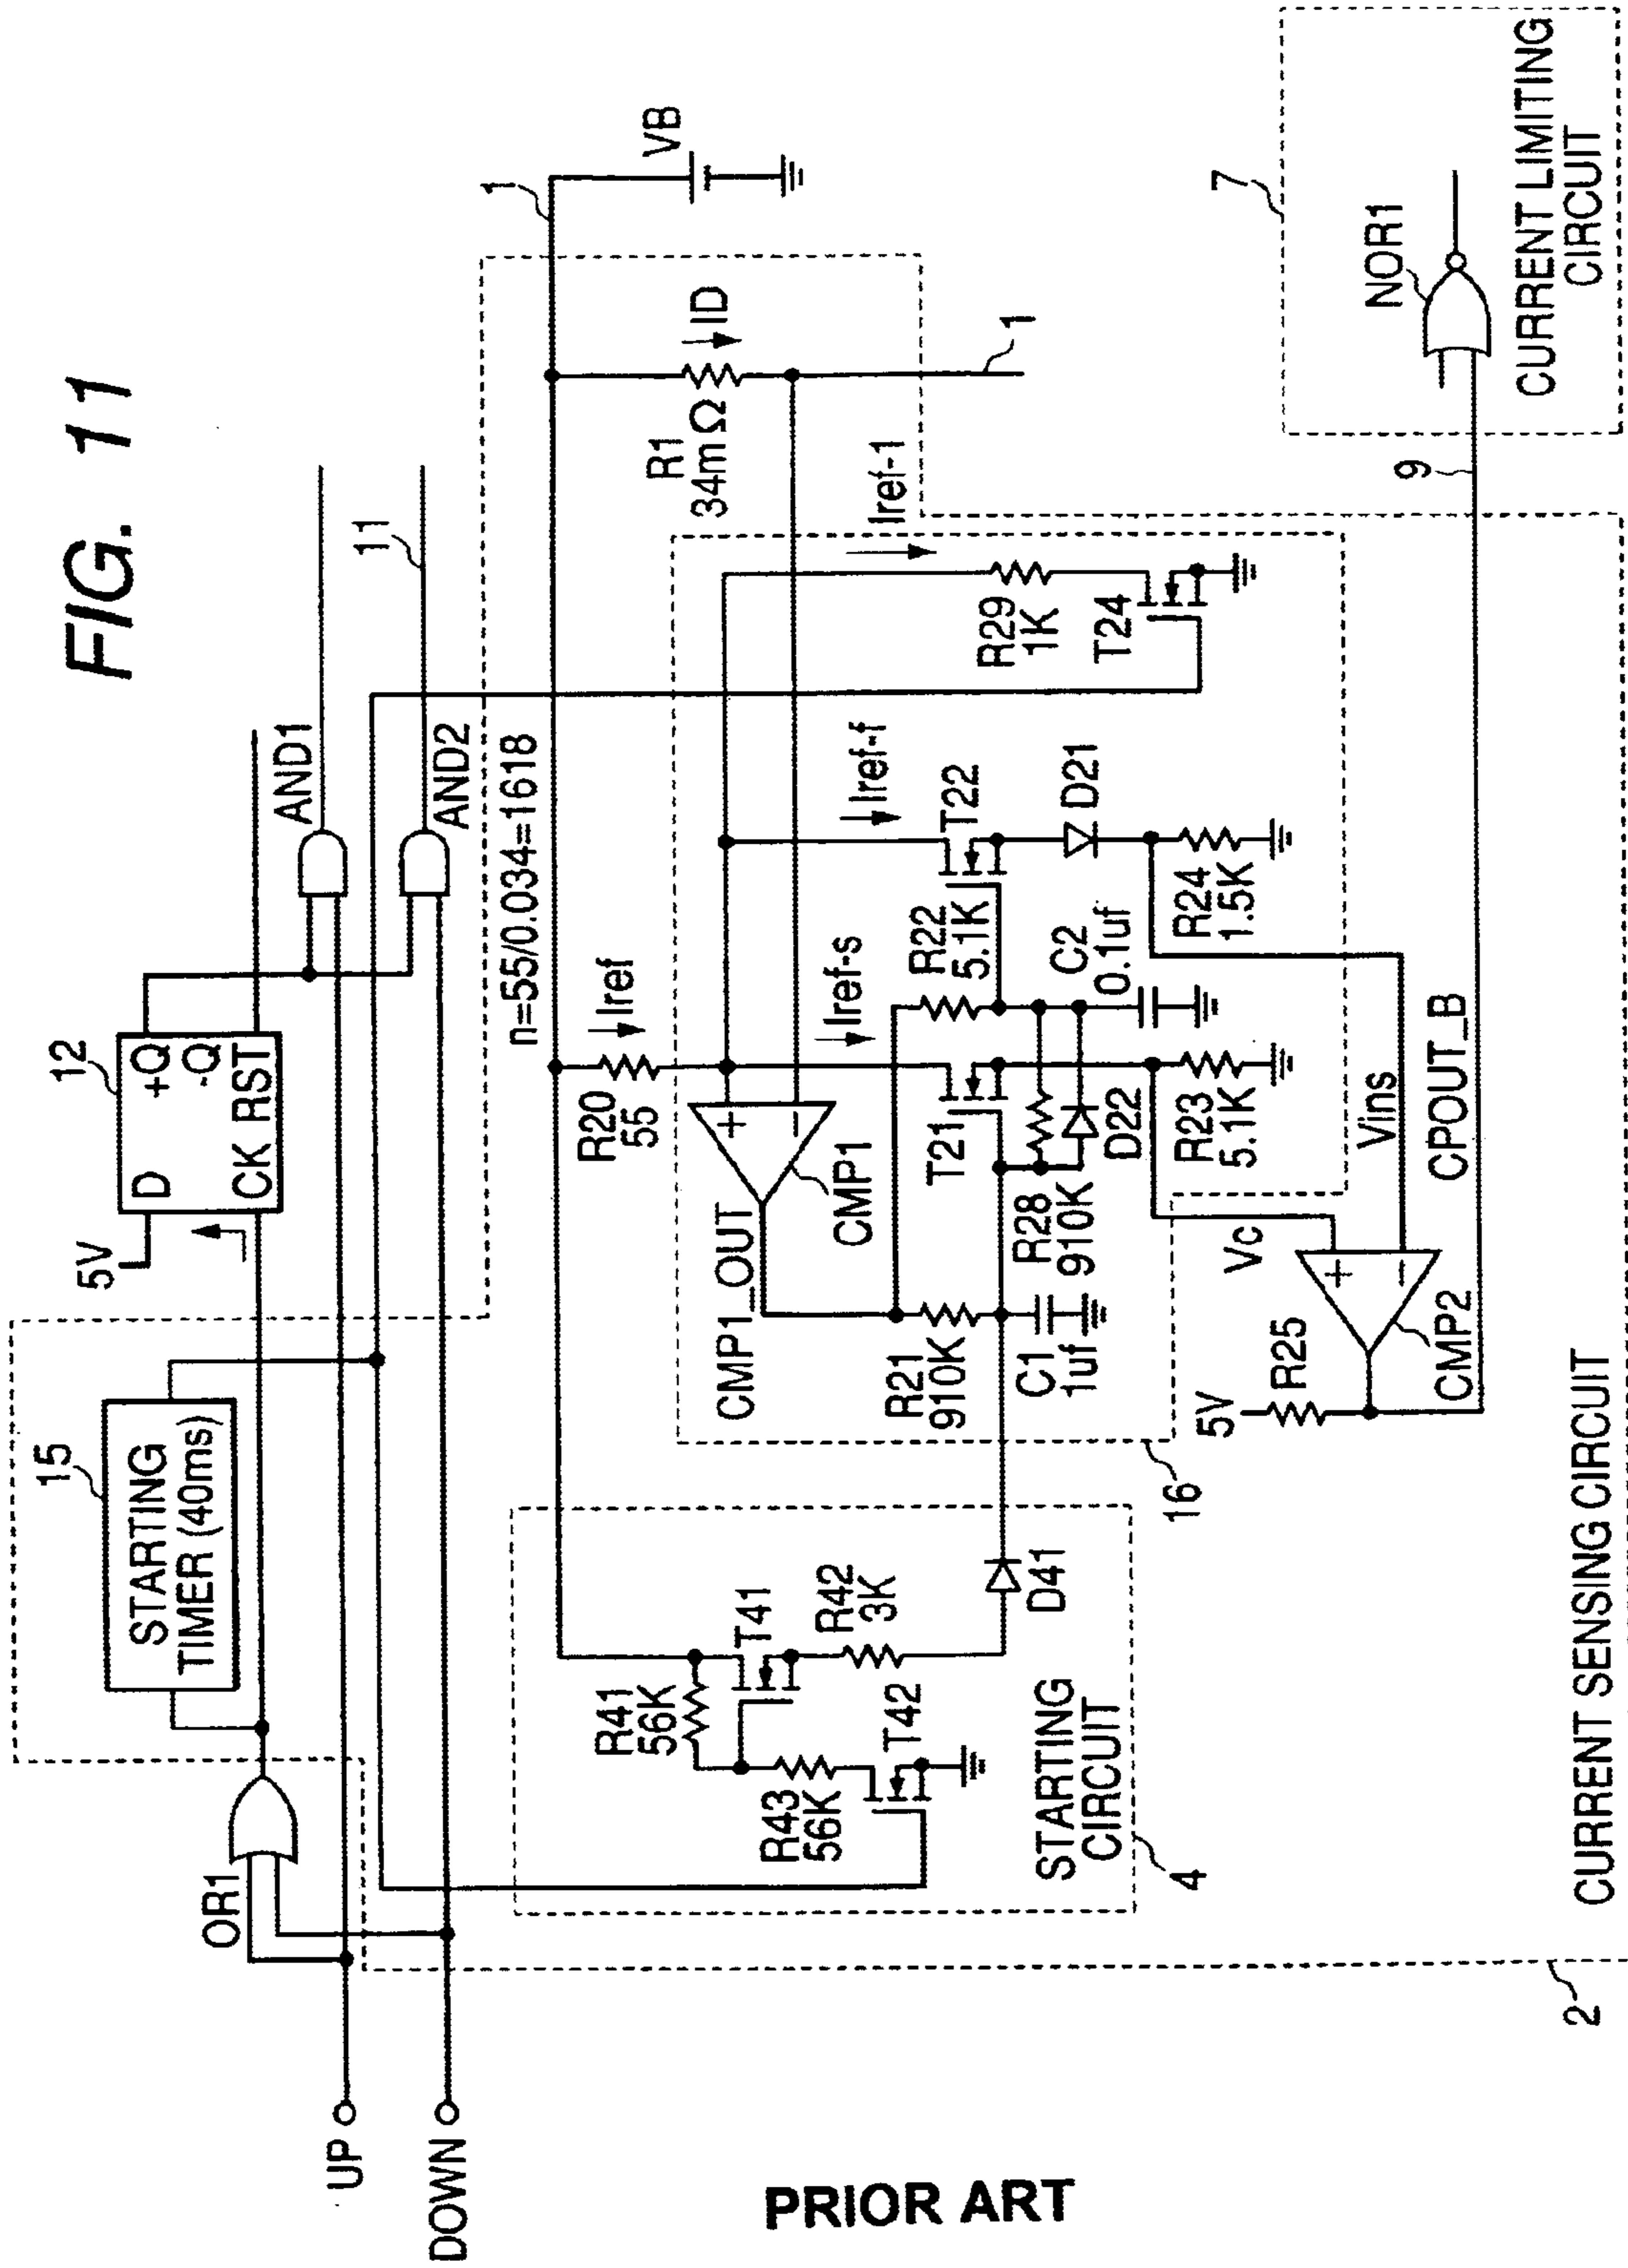 FIG. 11
PRIOR ART
UP
DOWN
OR1
15
STARTING
TIMER (40ms)
5V
12
D
+Q
-Q
CK RST
AND1
AND2
11
n=55/0.034=1618
1
VB
R1
34mΩ
ID
1
R20
55
Iref
Iref-s
Iref-f
Iref-1
CMP1_OUT
CMP1
+
−
R21
910K
C1
1uf
R22
5.1K
T21
T22
D21
R28
910K
D22
C2
0.1uf
R23
5.1K
R24
1.5K
R29
1K
T24
R41
56K
T41
R42
3K
R43
56K
T42
D41
STARTING
CIRCUIT
4
16
5V
R25
Vc
Vins
+
−
CMP2
CPOUT_B
9
7
NOR1
CURRENT LIMITING
CIRCUIT
CURRENT SENSING CIRCUIT
2